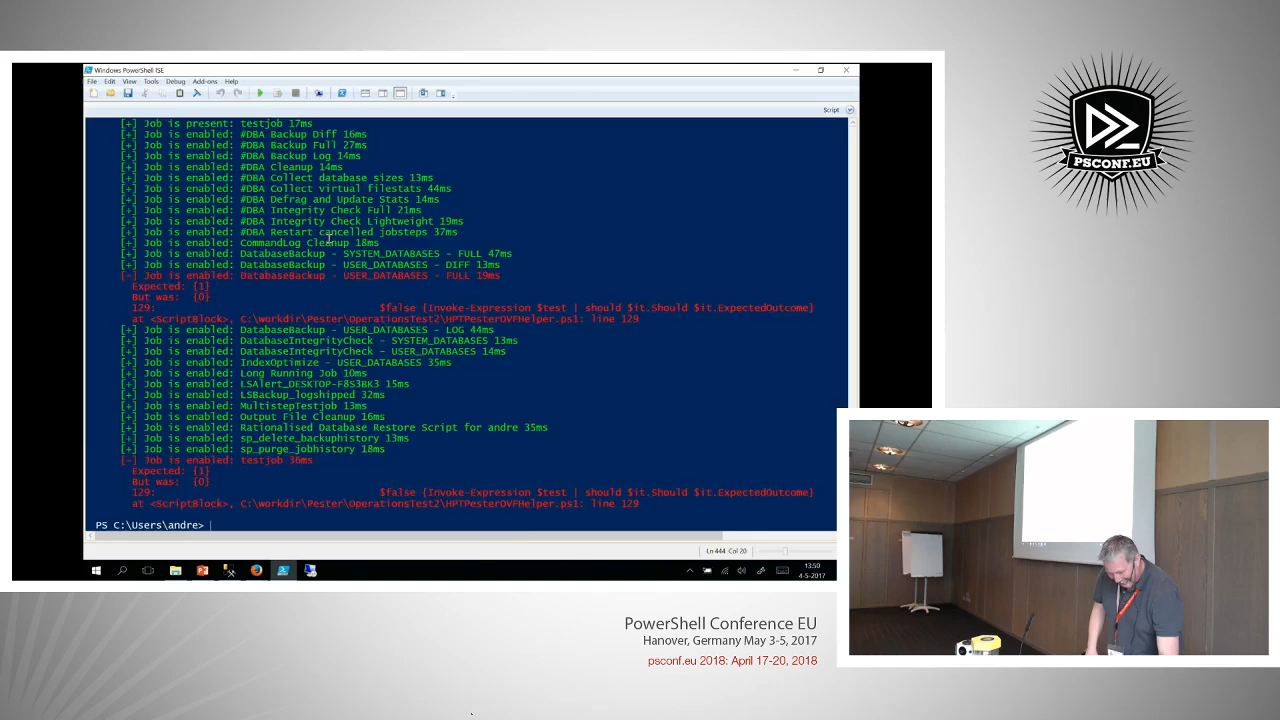 Windows PowerShell ISE
File Edit View Tools Debug Add-ons Help
Script
[+] Job is present: testjob 17ms
[+] Job is enabled: #DBA Backup Diff 16ms
[+] Job is enabled: #DBA Backup Full 27ms
[+] Job is enabled: #DBA Backup Log 14ms
[+] Job is enabled: #DBA Cleanup 14ms
[+] Job is enabled: #DBA Collect database sizes 13ms
[+] Job is enabled: #DBA Collect virtual filestats 44ms
[+] Job is enabled: #DBA Defrag and Update Stats 14ms
[+] Job is enabled: #DBA Integrity Check Full 21ms
[+] Job is enabled: #DBA Integrity Check Lightweight 19ms
[+] Job is enabled: #DBA Restart cancelled jobsteps 37ms
[+] Job is enabled: CommandLog Cleanup 18ms
[+] Job is enabled: DatabaseBackup - SYSTEM_DATABASES - FULL 47ms
[+] Job is enabled: DatabaseBackup - USER_DATABASES - DIFF 13ms
[-] Job is enabled: DatabaseBackup - USER_DATABASES - FULL 19ms
Expected: {1}
But was: {0}
129: $false {Invoke-Expression $test | should $it.Should $it.ExpectedOutcome}
at <ScriptBlock>, C:\workdir\Pester\OperationsTest2\HPTPesterOVFHelper.ps1: line 129
[+] Job is enabled: DatabaseBackup - USER_DATABASES - LOG 44ms
[+] Job is enabled: DatabaseIntegrityCheck - SYSTEM_DATABASES 13ms
[+] Job is enabled: DatabaseIntegrityCheck - USER_DATABASES 14ms
[+] Job is enabled: IndexOptimize - USER_DATABASES 35ms
[+] Job is enabled: Long Running Job 10ms
[+] Job is enabled: LSAlert_DESKTOP-F8S3BK3 15ms
[+] Job is enabled: LSBackup_logshipped 32ms
[+] Job is enabled: MultistepTestjob 13ms
[+] Job is enabled: Output File Cleanup 16ms
[+] Job is enabled: Rationalised Database Restore Script for andre 35ms
[+] Job is enabled: sp_delete_backuphistory 13ms
[+] Job is enabled: sp_purge_jobhistory 18ms
[-] Job is enabled: testjob 36ms
Expected: {1}
But was: {0}
129: $false {Invoke-Expression $test | should $it.Should $it.ExpectedOutcome}
at <ScriptBlock>, C:\workdir\Pester\OperationsTest2\HPTPesterOVFHelper.ps1: line 129
PS C:\Users\andre>
Ln 444 Col 20
13:50
4-5-2017
PSCONF.EU
PowerShell Conference EU
Hanover, Germany May 3-5, 2017
psconf.eu 2018: April 17-20, 2018